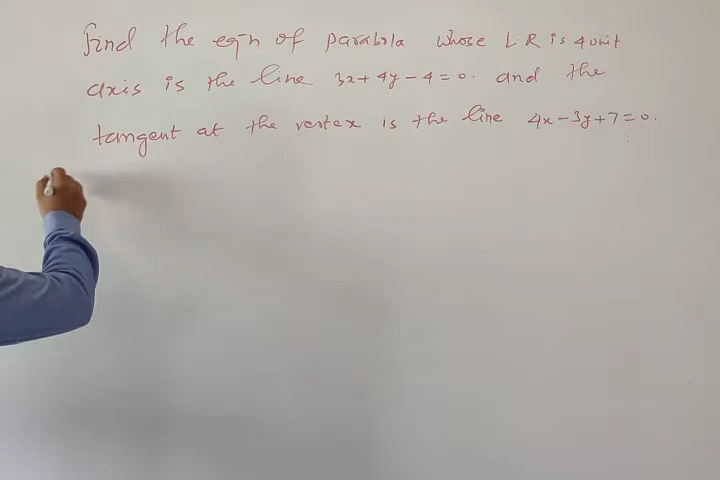 Find the eqn of parabola whose L.R is 4 unit
axis is the line 3x + 4y - 4 = 0. and the
tangent at the vertex is the line 4x - 3y + 7 = 0.